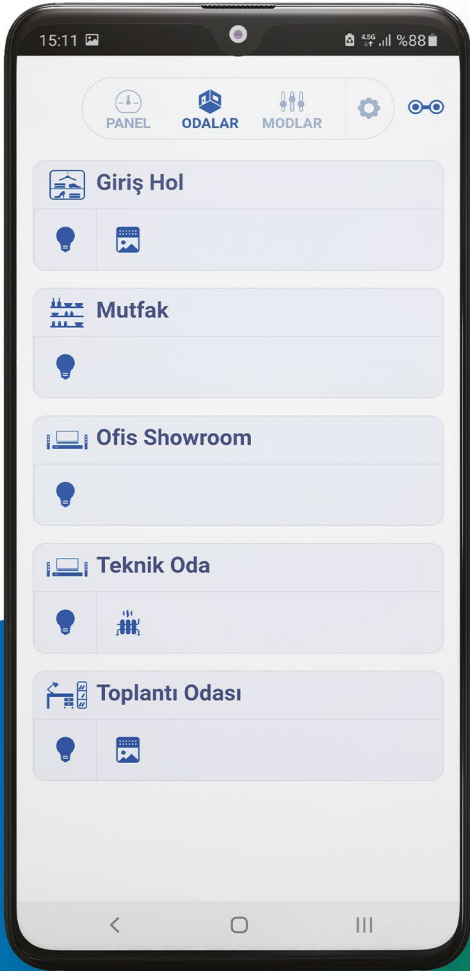 15:11 4.5G %88
PANEL ODALAR MODLAR
Giriş Hol
Mutfak
Ofis Showroom
Teknik Oda
Toplantı Odası